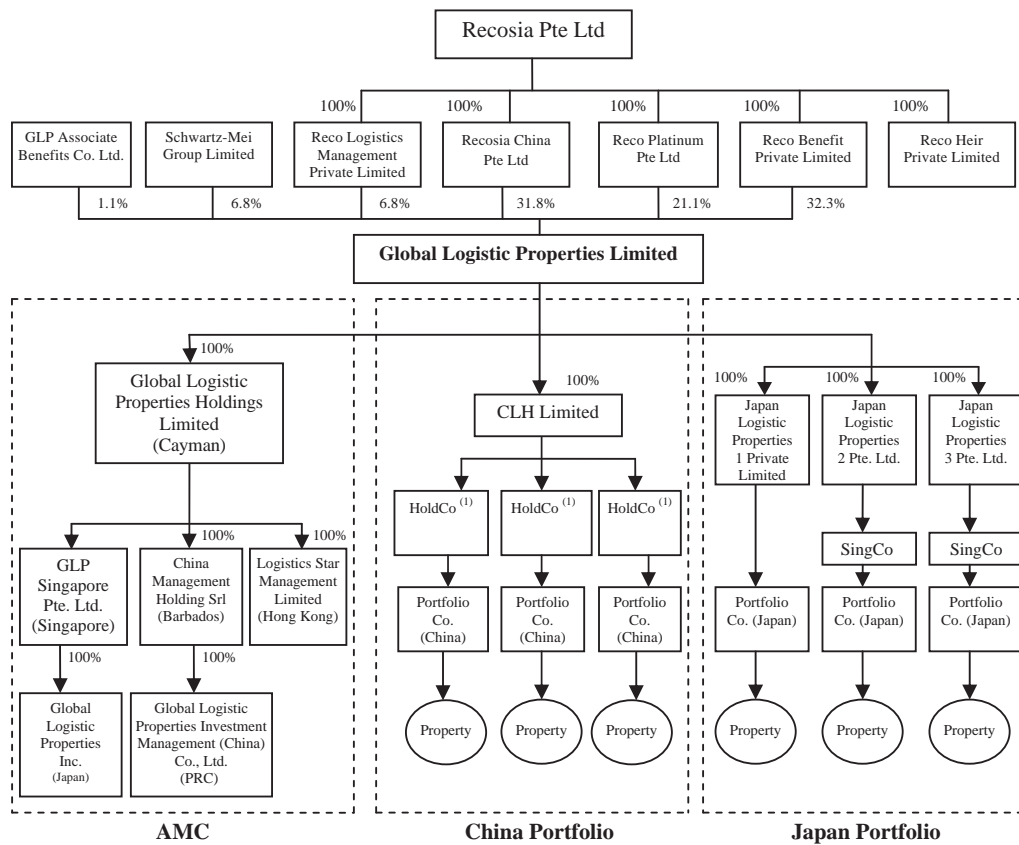 Recosia Pte Ltd
100%
100%
100%
100%
100%
GLP Associate
Benefits Co. Ltd.
Schwartz-Mei
Group Limited
Reco Logistics
Management
Private Limited
Recosia China
Pte Ltd
Reco Platinum
Pte Ltd
Reco Benefit
Private Limited
Reco Heir
Private Limited
1.1%
6.8%
6.8%
31.8%
21.1%
32.3%
Global Logistic Properties Limited
100%
Global Logistic
Properties Holdings
Limited
(Cayman)
100%
100%
GLP
Singapore
Pte. Ltd.
(Singapore)
China
Management
Holding Srl
(Barbados)
Logistics Star
Management
Limited
(Hong Kong)
100%
100%
Global
Logistic
Properties
Inc.
(Japan)
Global Logistic
Properties Investment
Management (China)
Co., Ltd.
(PRC)
AMC
100%
CLH Limited
HoldCo (1)
HoldCo (1)
HoldCo (1)
Portfolio
Co.
(China)
Portfolio
Co.
(China)
Portfolio
Co.
(China)
Property
Property
Property
China Portfolio
100%
100%
100%
Japan
Logistic
Properties
1 Private
Limited
Japan
Logistic
Properties
2 Pte. Ltd.
Japan
Logistic
Properties
3 Pte. Ltd.
SingCo
SingCo
Portfolio
Co. (Japan)
Portfolio
Co. (Japan)
Portfolio
Co. (Japan)
Property
Property
Property
Japan Portfolio